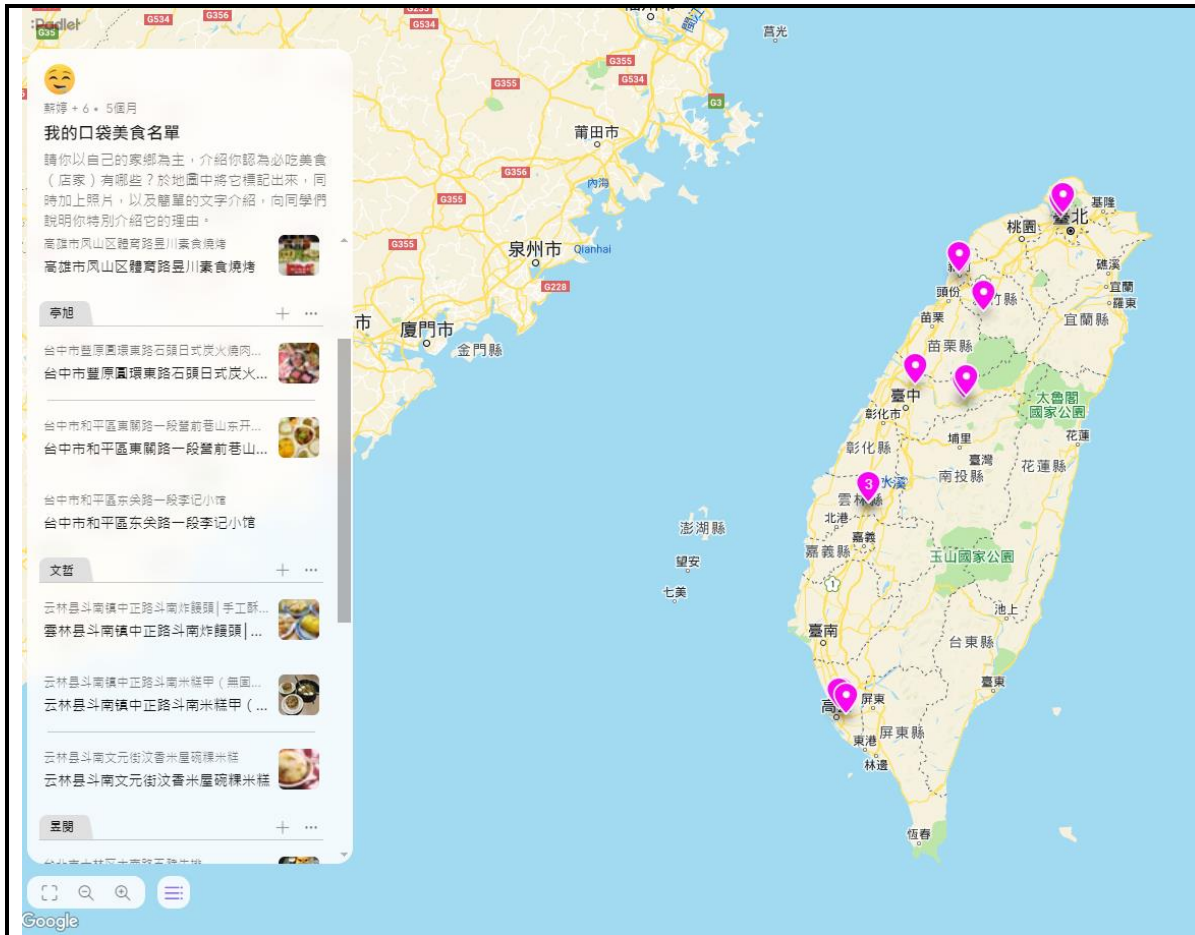 :Padlet
蘇婷 + 6 • 5個月
我的口袋美食名單
請你以自己的家鄉為主，介紹你認為必吃美食
（店家）有哪些？於地圖中將它標記出來，同
時加上照片，以及簡單的文字介紹，向同學們
說明你特別介紹它的理由。
高雄市凤山区體育路昱川素食燒烤
高雄市凤山区體育路昱川素食燒烤
亭旭
台中市豐原圓環東路石頭日式炭火燒肉...
台中市豐原圓環東路石頭日式炭火...
台中市和平區東關路一段營前巷山东开...
台中市和平區東關路一段營前巷山...
台中市和平區东关路一段李记小馆
台中市和平區东关路一段李记小馆
文哲
云林县斗南镇中正路斗南炸饅頭|手工酥...
雲林县斗南镇中正路斗南炸饅頭|...
云林县斗南镇中正路斗南米糕甲（無圓...
云林县斗南镇中正路斗南米糕甲（...
云林县斗南文元街汶香米屋碗粿米糕
云林县斗南文元街汶香米屋碗粿米糕
昱閔
Google
G35
G534
G235
G534
G355
G534
G355
G3
G356
G355
G355
G228
閩江
莒光
莆田市
內海
泉州市
Qianhai
市
廈門市
金門縣
基隆
臺北
桃園
礁溪
宜蘭
羅東
宜蘭縣
頭份
竹縣
苗栗
苗栗縣
臺中
彰化市
太魯閣
國家公園
花蓮
埔里
彰化縣
臺灣
花蓮縣
南投縣
3
水溪
雲林縣
北港
嘉義
嘉義縣
澎湖縣
望安
七美
玉山國家公園
1
池上
臺南
台東縣
臺東
高
屏東
東港
屏東縣
林邊
恆春